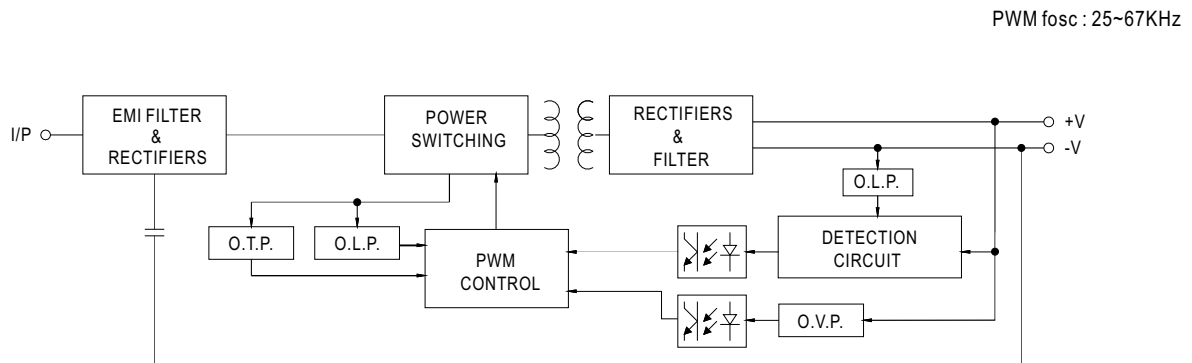 PWM fosc : 25~67KHz
I/P
EMI FILTER
&
RECTIFIERS
POWER
SWITCHING
RECTIFIERS
&
FILTER
+V
-V
O.L.P.
O.T.P.
O.L.P.
PWM
CONTROL
DETECTION
CIRCUIT
O.V.P.